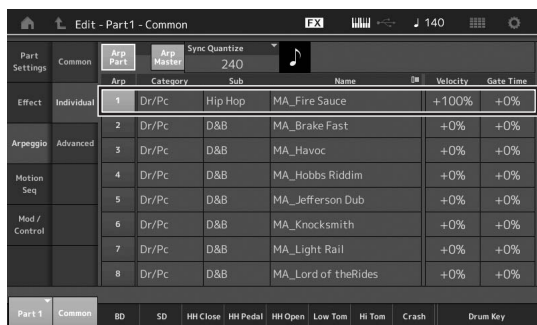 Edit - Part1 - Common FX 140
Part Settings Common Arp Part Arp Master Sync Quantize 240
Arp Category Sub Name Velocity Gate Time
Effect Individual 1 Dr/Pc Hip Hop MA_Fire Sauce +100% +0%
2 Dr/Pc D&B MA_Brake Fast +0% +0%
Arpeggio Advanced 3 Dr/Pc D&B MA_Havoc +0% +0%
Motion Seq 4 Dr/Pc D&B MA_Hobbs Riddim +0% +0%
5 Dr/Pc D&B MA_Jefferson Dub +0% +0%
Mod / Control 6 Dr/Pc D&B MA_Knocksmith +0% +0%
7 Dr/Pc D&B MA_Light Rail +0% +0%
8 Dr/Pc D&B MA_Lord of theRides +0% +0%
Part 1 Common BD SD HH Close HH Pedal HH Open Low Tom Hi Tom Crash Drum Key